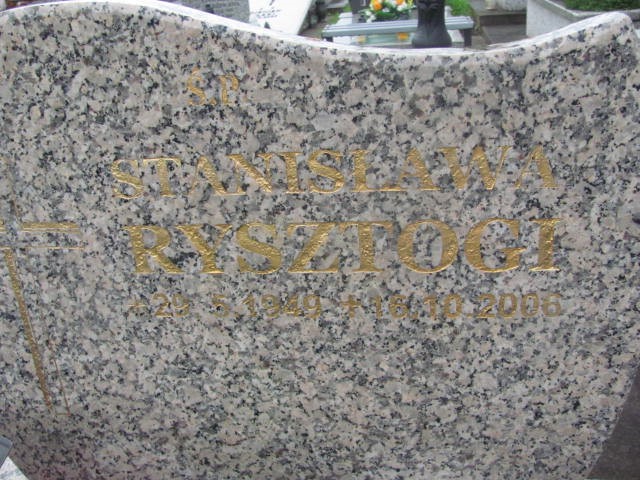 Ś.P.
STANISŁAWA
RYSZTOGI
*29.5.1949 +16.10.2006